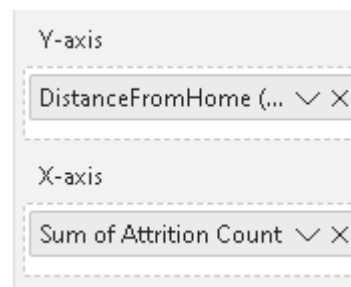 Y-axis
DistanceFromHome (...
X-axis
Sum of Attrition Count